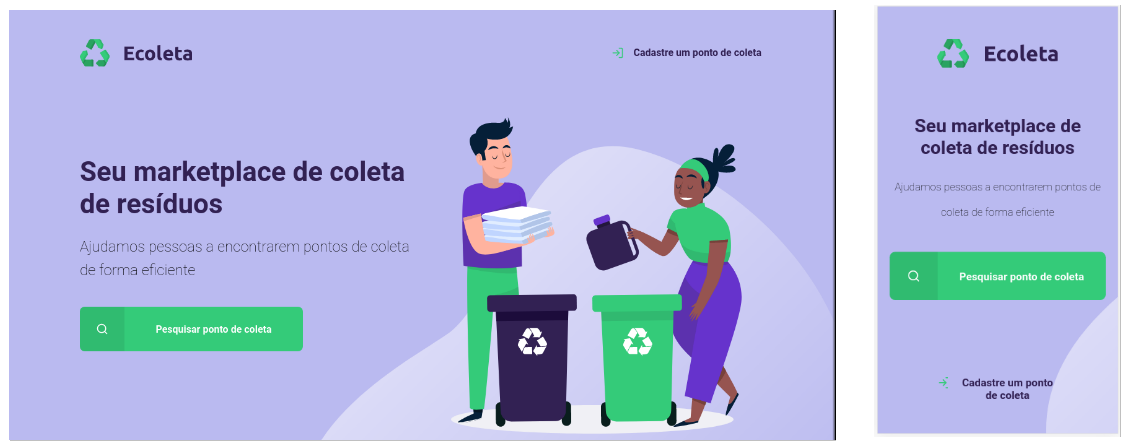 Ecoleta
Cadastre um ponto de coleta
Seu marketplace de coleta
de resíduos
Ajudamos pessoas a encontrarem pontos de coleta
de forma eficiente
Pesquisar ponto de coleta
Ecoleta
Seu marketplace de
coleta de resíduos
Ajudamos pessoas a encontrarem pontos de
coleta de forma eficiente
Pesquisar ponto de coleta
Cadastre um ponto
de coleta